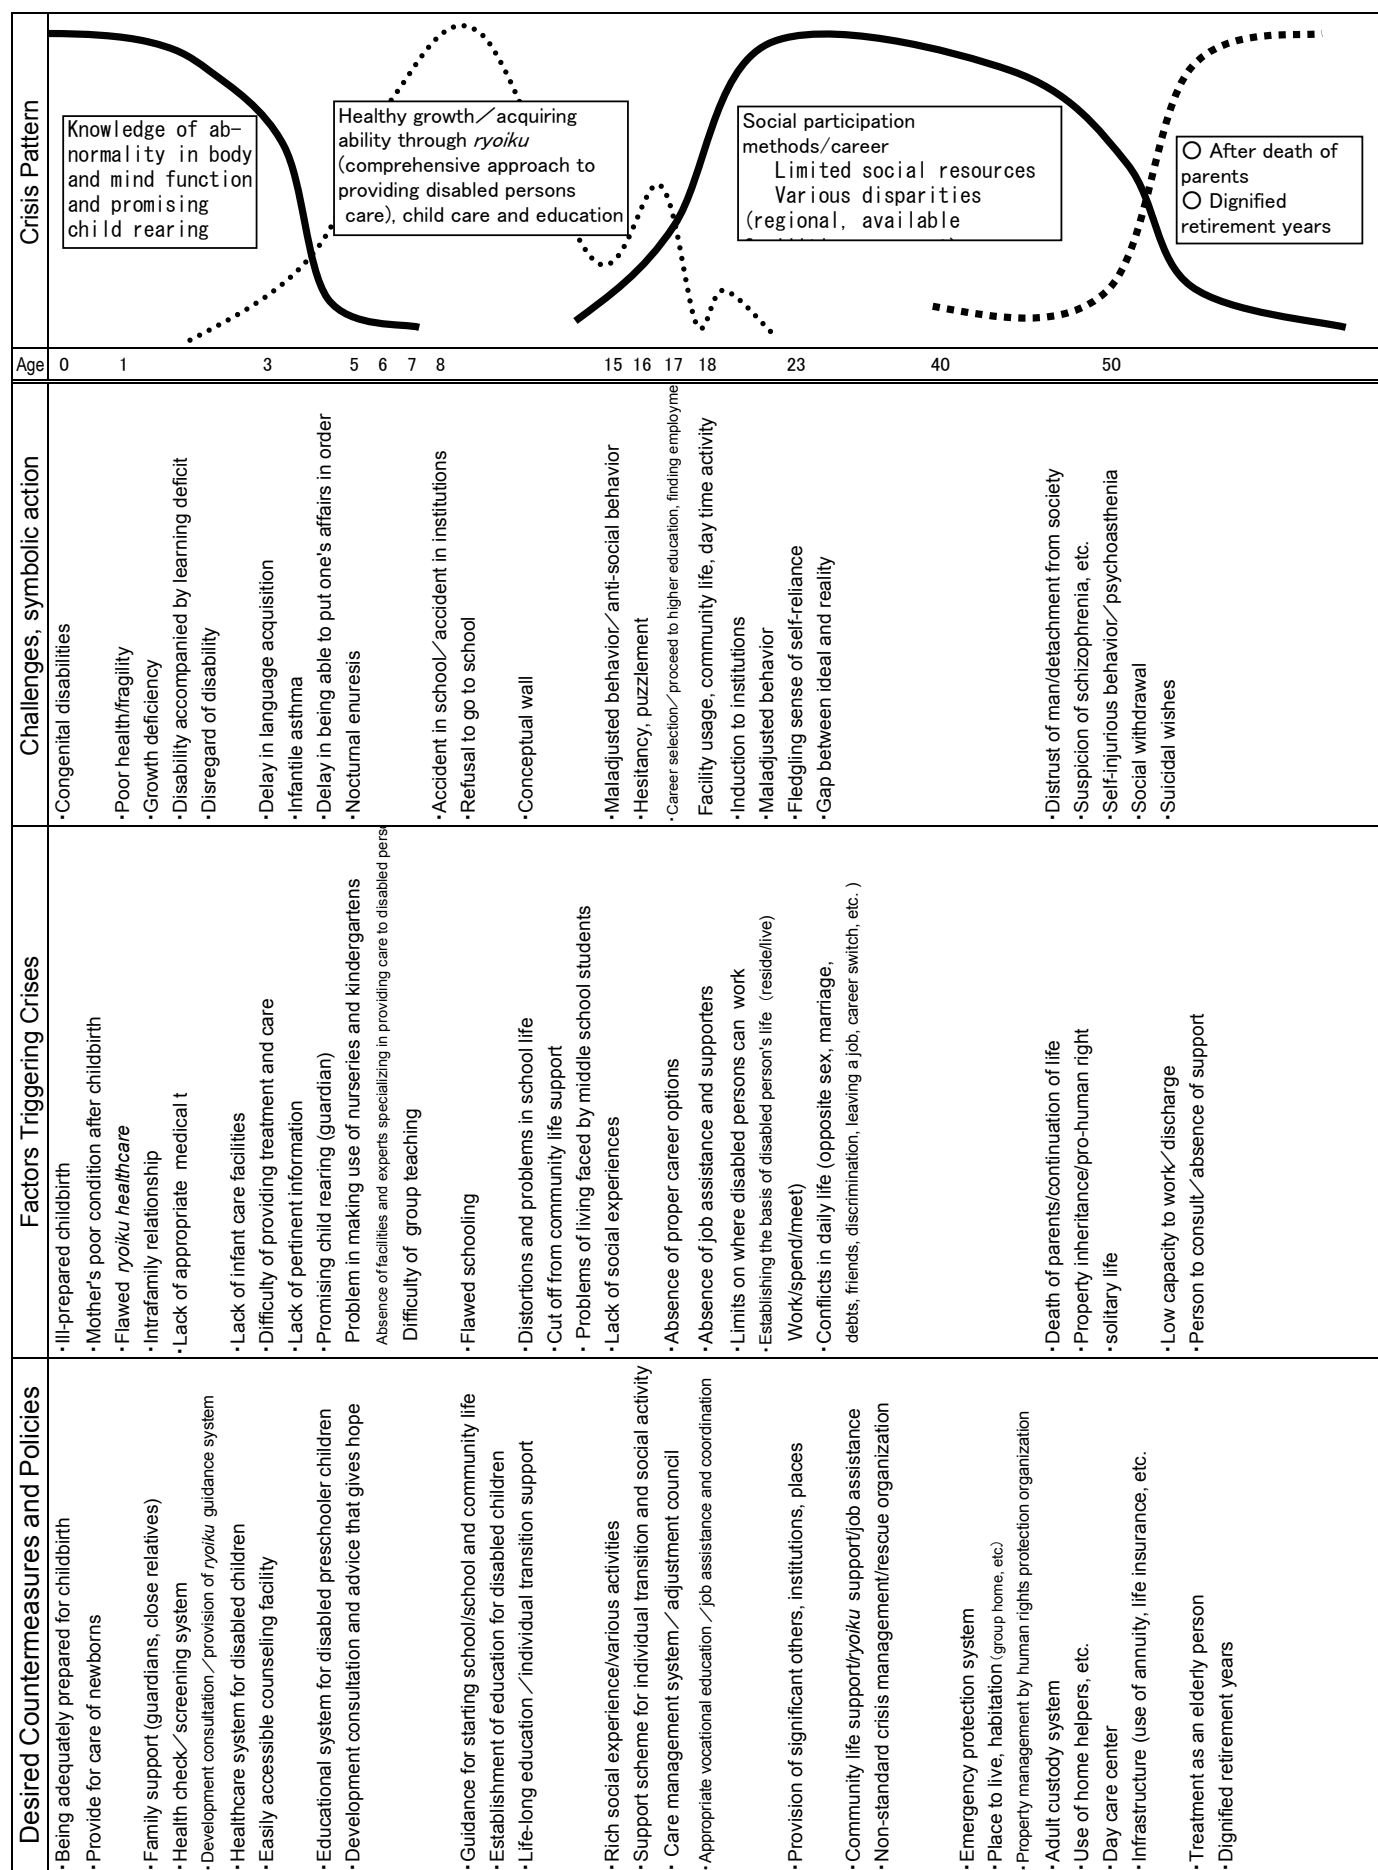 Crisis Pattern
Knowledge of ab-
normality in body
and mind function
and promising
child rearing
Healthy growth／acquiring
ability through ryoiku
(comprehensive approach to
providing disabled persons
care), child care and education
Social participation
methods/career
Limited social resources
Various disparities
(regional, available
○ After death of
parents
○ Dignified
retirement years
Age 0 1 3 5 6 7 8 15 16 17 18 23 40 50
Challenges, symbolic action
・Congenital disabilities
・Poor health/fragility
・Growth deficiency
・Disability accompanied by learning deficit
・Disregard of disability
・Delay in language acquisition
・Infantile asthma
・Delay in being able to put one's affairs in order
・Nocturnal enuresis
・Accident in school／accident in institutions
・Refusal to go to school
・Conceptual wall
・Maladjusted behavior／anti-social behavior
・Hesitancy, puzzlement
・Career selection／proceed to higher education, finding employme
Facility usage, community life, day time activity
・Induction to institutions
・Maladjusted behavior
・Fledgling sense of self-reliance
・Gap between ideal and reality
・Distrust of man/detachment from society
・Suspicion of schizophrenia, etc.
・Self-injurious behavior／psychoasthenia
・Social withdrawal
・Suicidal wishes
Factors Triggering Crises
・Ill-prepared childbirth
・Mother's poor condition after childbirth
・Flawed ryoiku healthcare
・Intrafamily relationship
・Lack of appropriate medical t
・Lack of infant care facilities
・Difficulty of providing treatment and care
・Lack of pertinent information
・Promising child rearing (guardian)
Problem in making use of nurseries and kindergartens
Absence of facilities and experts specializing in providing care to disabled pers
Difficulty of group teaching
・Flawed schooling
・Distortions and problems in school life
・Cut off from community life support
・Problems of living faced by middle school students
・Lack of social experiences
・Absence of proper career options
・Absence of job assistance and supporters
・Limits on where disabled persons can work
・Establishing the basis of disabled person's life (reside/live)
Work/spend/meet)
・Conflicts in daily life (opposite sex, marriage,
debts, friends, discrimination, leaving a job, career switch, etc. )
・Death of parents/continuation of life
・Property inheritance/pro-human right
・solitary life
・Low capacity to work／discharge
・Person to consult／absence of support
Desired Countermeasures and Policies
・Being adequately prepared for childbirth
・Provide for care of newborns
・Family support (guardians, close relatives)
・Health check／screening system
・Development consultation／provision of ryoiku guidance system
・Healthcare system for disabled children
・Easily accessible counseling facility
・Educational system for disabled preschooler children
・Development consultation and advice that gives hope
・Guidance for starting school/school and community life
・Establishment of education for disabled children
・Life-long education／individual transition support
・Rich social experience/various activities
・Support scheme for individual transition and social activity
・Care management system／adjustment council
・Appropriate vocational education／job assistance and coordination
・Provision of significant others, institutions, places
・Community life support/ryoiku support/job assistance
・Non-standard crisis management/rescue organization
・Emergency protection system
・Place to live, habitation (group home, etc.)
・Property management by human rights protection organization
・Adult custody system
・Use of home helpers, etc.
・Day care center
・Infrastructure (use of annuity, life insurance, etc.
・Treatment as an elderly person
・Dignified retirement years